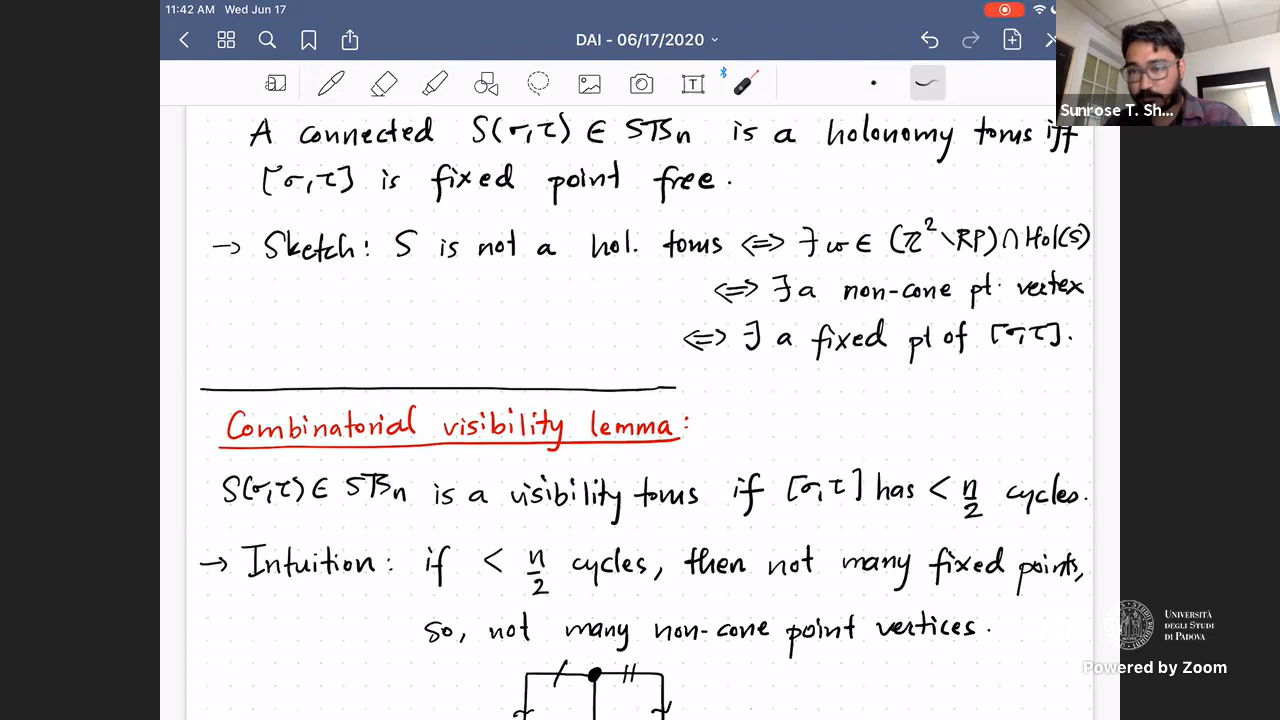 11:42 AM Wed Jun 17
DAI - 06/17/2020
Sunrose T. Sh...
A connected S(σ,τ) ∈ STSn is a holonomy torus iff
[σ,τ] is fixed point free.
→ Sketch: S is not a hol. torus ⇔ ∃ w ∈ (ℤ² \ RP) ∩ Hol(S)
⇔ ∃ a non-cone pt. vertex
⇔ ∃ a fixed pt of [σ,τ].
Combinatorial visibility lemma:
S(σ,τ) ∈ STSn is a visibility torus if [σ,τ] has < n/2 cycles.
→ Intuition: if < n/2 cycles, then not many fixed points,
so, not many non-cone point vertices.
UNIVERSITÀ
DEGLI STUDI
DI PADOVA
Powered by Zoom